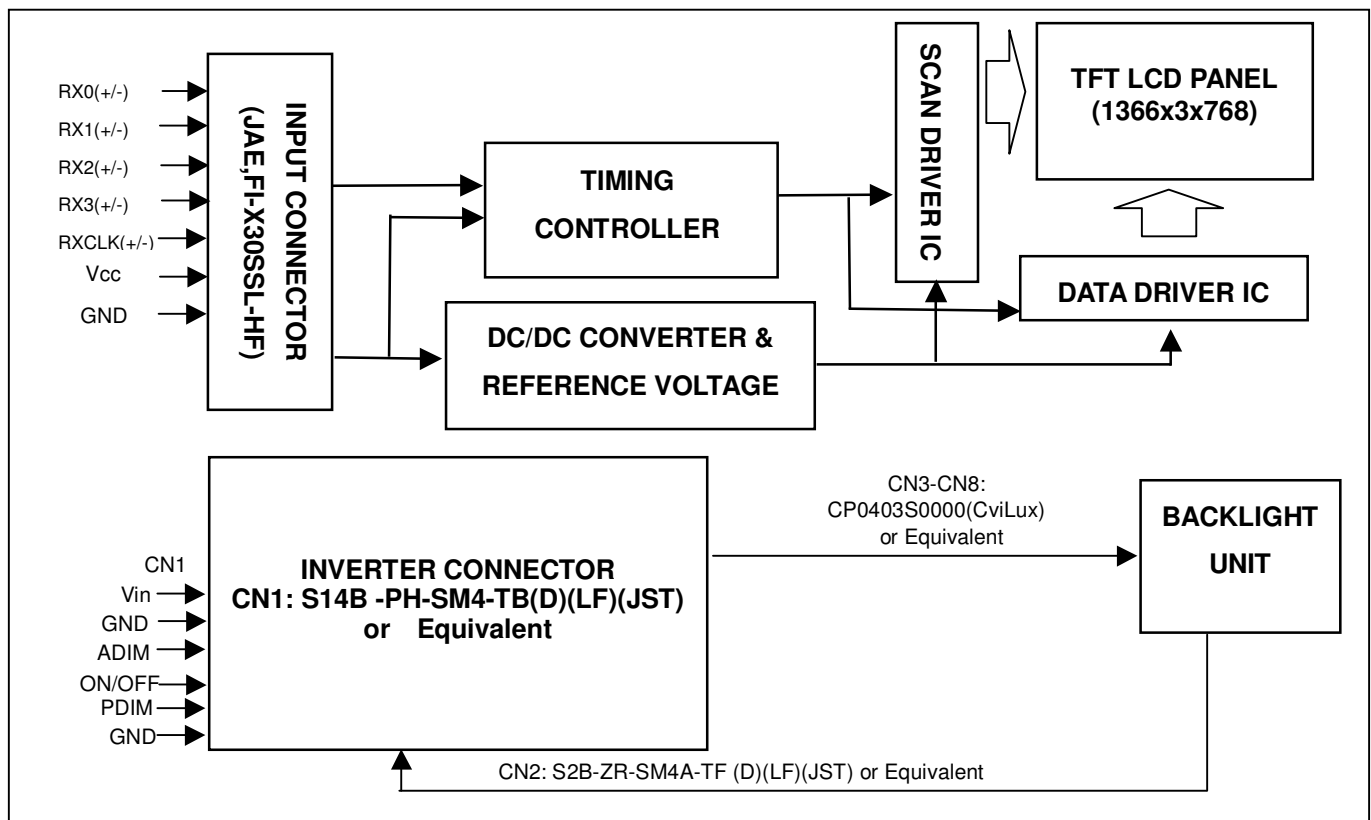 RX0(+/-)
RX1(+/-)
RX2(+/-)
RX3(+/-)
RXCLK(+/-)
Vcc
GND
INPUT CONNECTOR
(JAE,FI-X30SSL-HF)
TIMING
CONTROLLER
DC/DC CONVERTER &
REFERENCE VOLTAGE
SCAN DRIVER IC
TFT LCD PANEL
(1366x3x768)
DATA DRIVER IC
CN1
Vin
GND
ADIM
ON/OFF
PDIM
GND
INVERTER CONNECTOR
CN1: S14B -PH-SM4-TB(D)(LF)(JST)
or Equivalent
CN3-CN8:
CP0403S0000(CviLux)
or Equivalent
BACKLIGHT
UNIT
CN2: S2B-ZR-SM4A-TF (D)(LF)(JST) or Equivalent